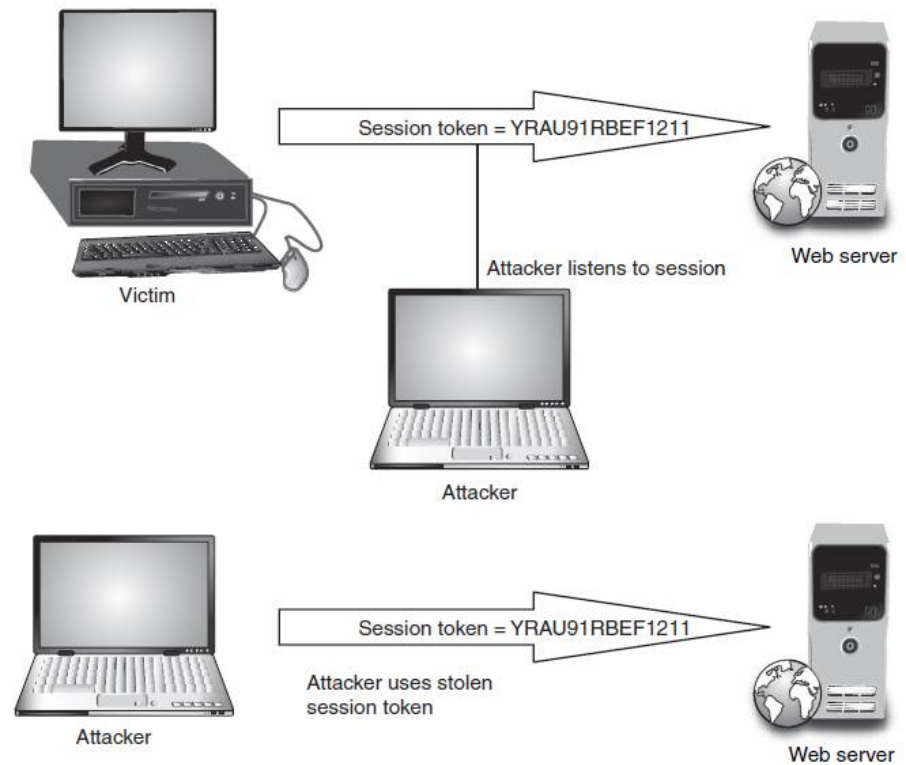 Session token = YRAU91RBEF1211
Web server
Attacker listens to session
Victim
Attacker
Session token = YRAU91RBEF1211
Attacker uses stolen
session token
Attacker
Web server